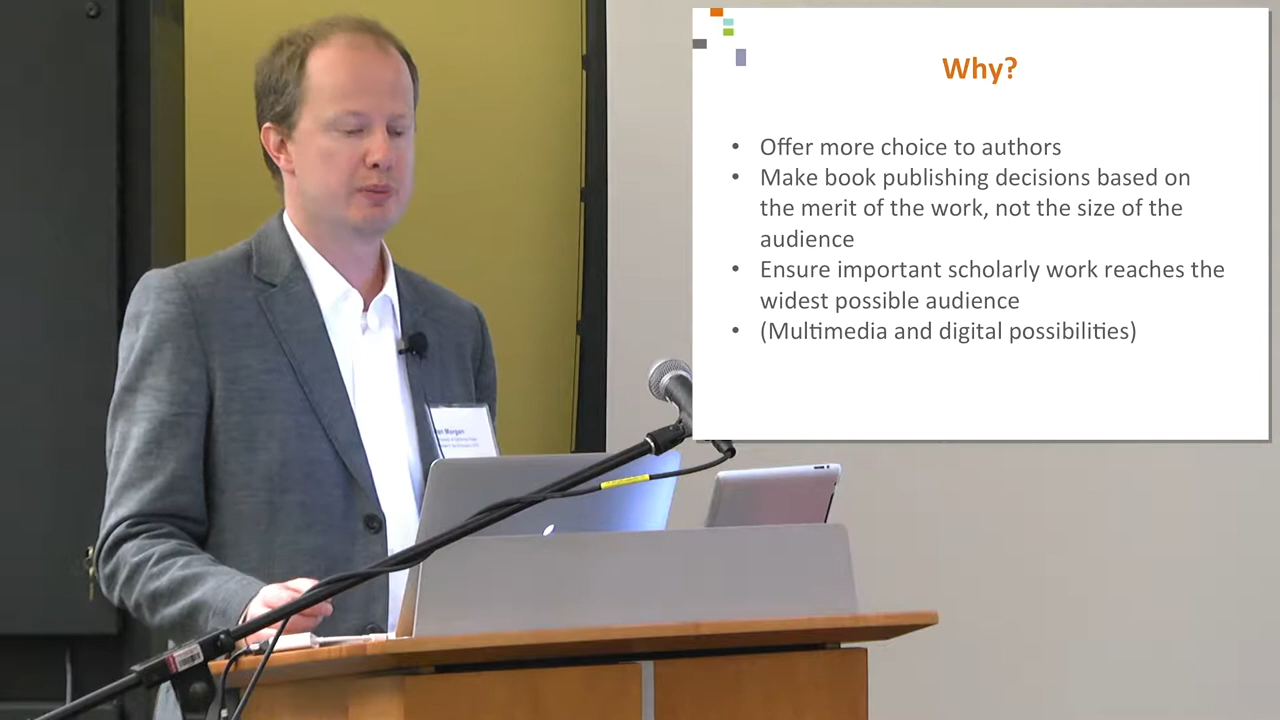 Why?
• Offer more choice to authors
• Make book publishing decisions based on
the merit of the work, not the size of the
audience
• Ensure important scholarly work reaches the
widest possible audience
• (Multimedia and digital possibilities)
Morgan